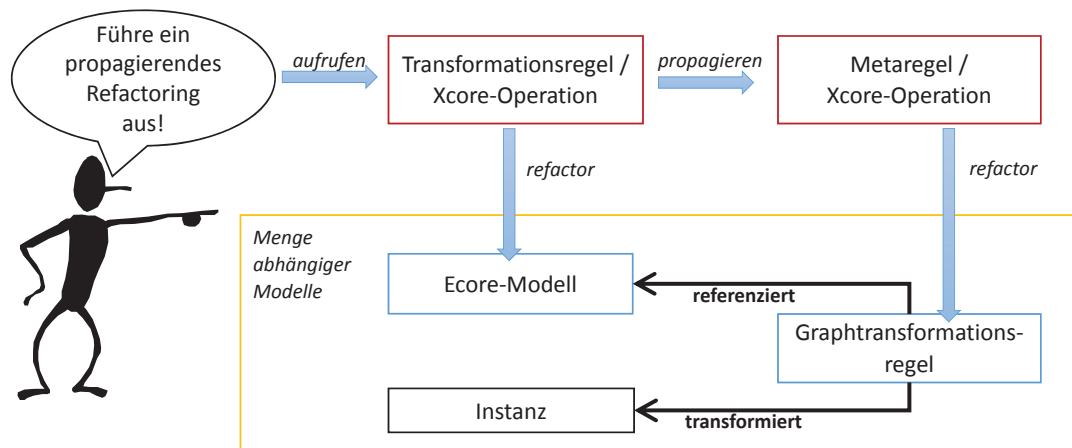 Führe ein
propagierendes
Refactoring
aus!
aufrufen
Transformationsregel /
Xcore-Operation
propagieren
Metaregel /
Xcore-Operation
refactor
refactor
Menge
abhängiger
Modelle
Ecore-Modell
referenziert
Graphtransformations-
regel
Instanz
transformiert